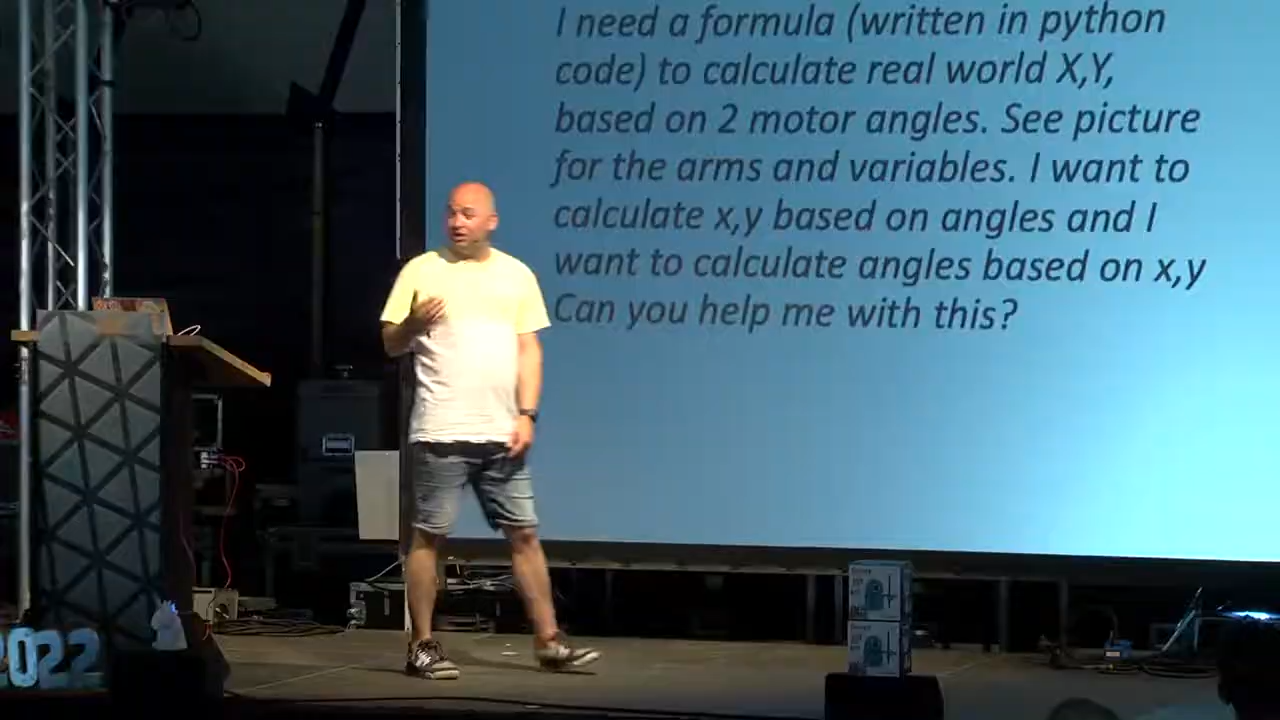 I need a formula (written in python
code) to calculate real world X,Y,
based on 2 motor angles. See picture
for the arms and variables. I want to
calculate x,y based on angles and I
want to calculate angles based on x,y
Can you help me with this?
2022